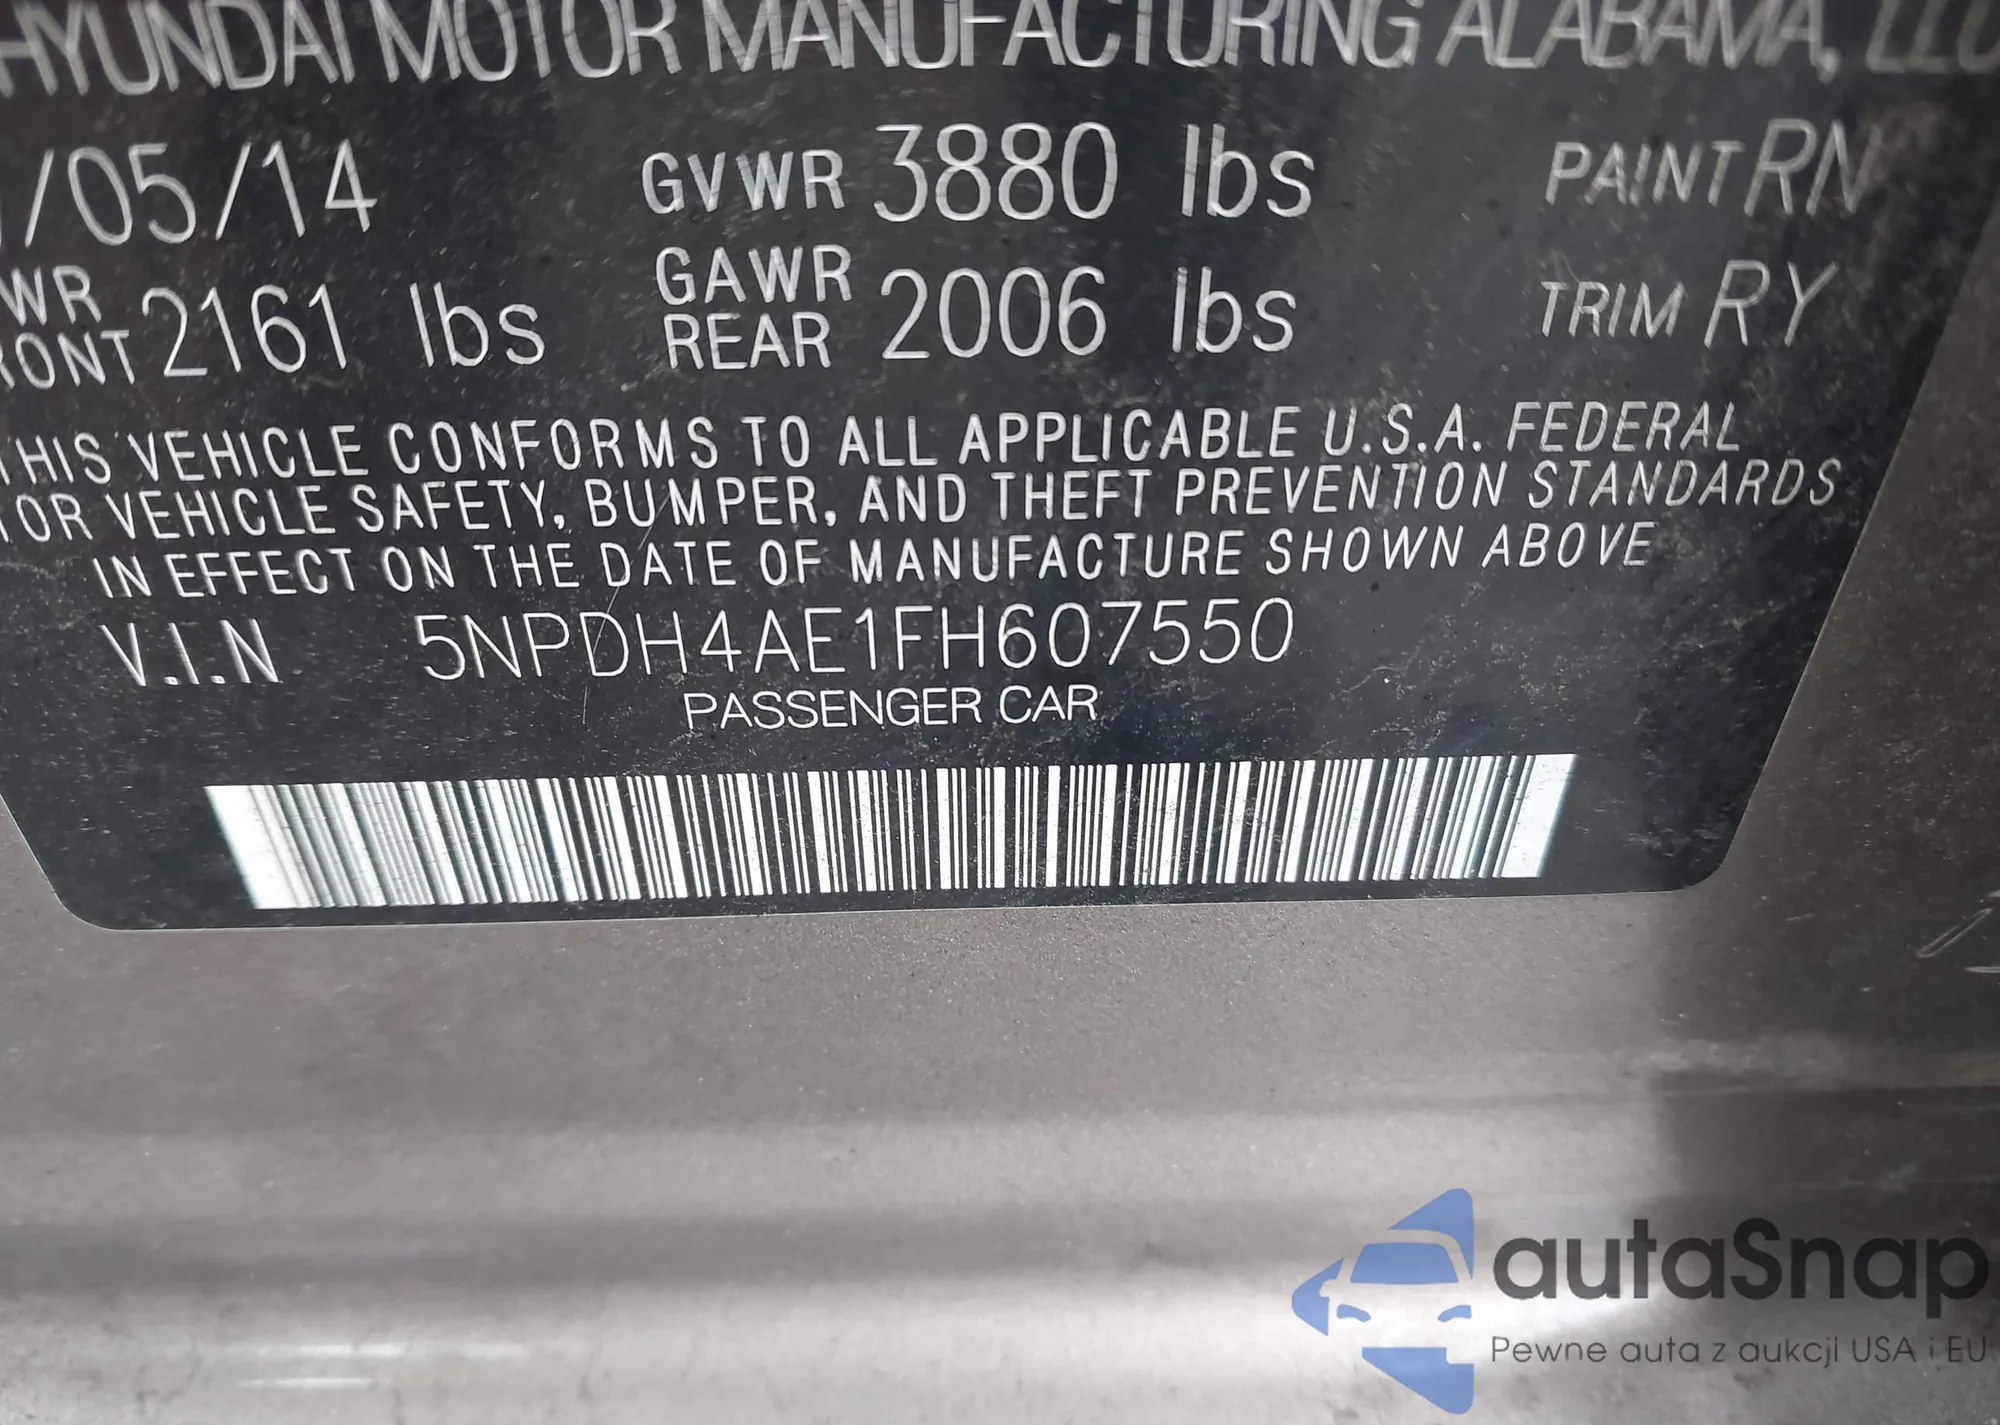 HYUNDAI MOTOR MANUFACTURING ALABAMA, LLC
/05/14 GVWR 3880 lbs PAINT RN
WR FRONT 2161 lbs GAWR REAR 2006 lbs TRIM RY
THIS VEHICLE CONFORMS TO ALL APPLICABLE U.S.A. FEDERAL
TOR VEHICLE SAFETY, BUMPER, AND THEFT PREVENTION STANDARDS
IN EFFECT ON THE DATE OF MANUFACTURE SHOWN ABOVE
V.I.N 5NPDH4AE1FH607550
PASSENGER CAR
autaSnap
Pewne auta z aukcji USA i EU